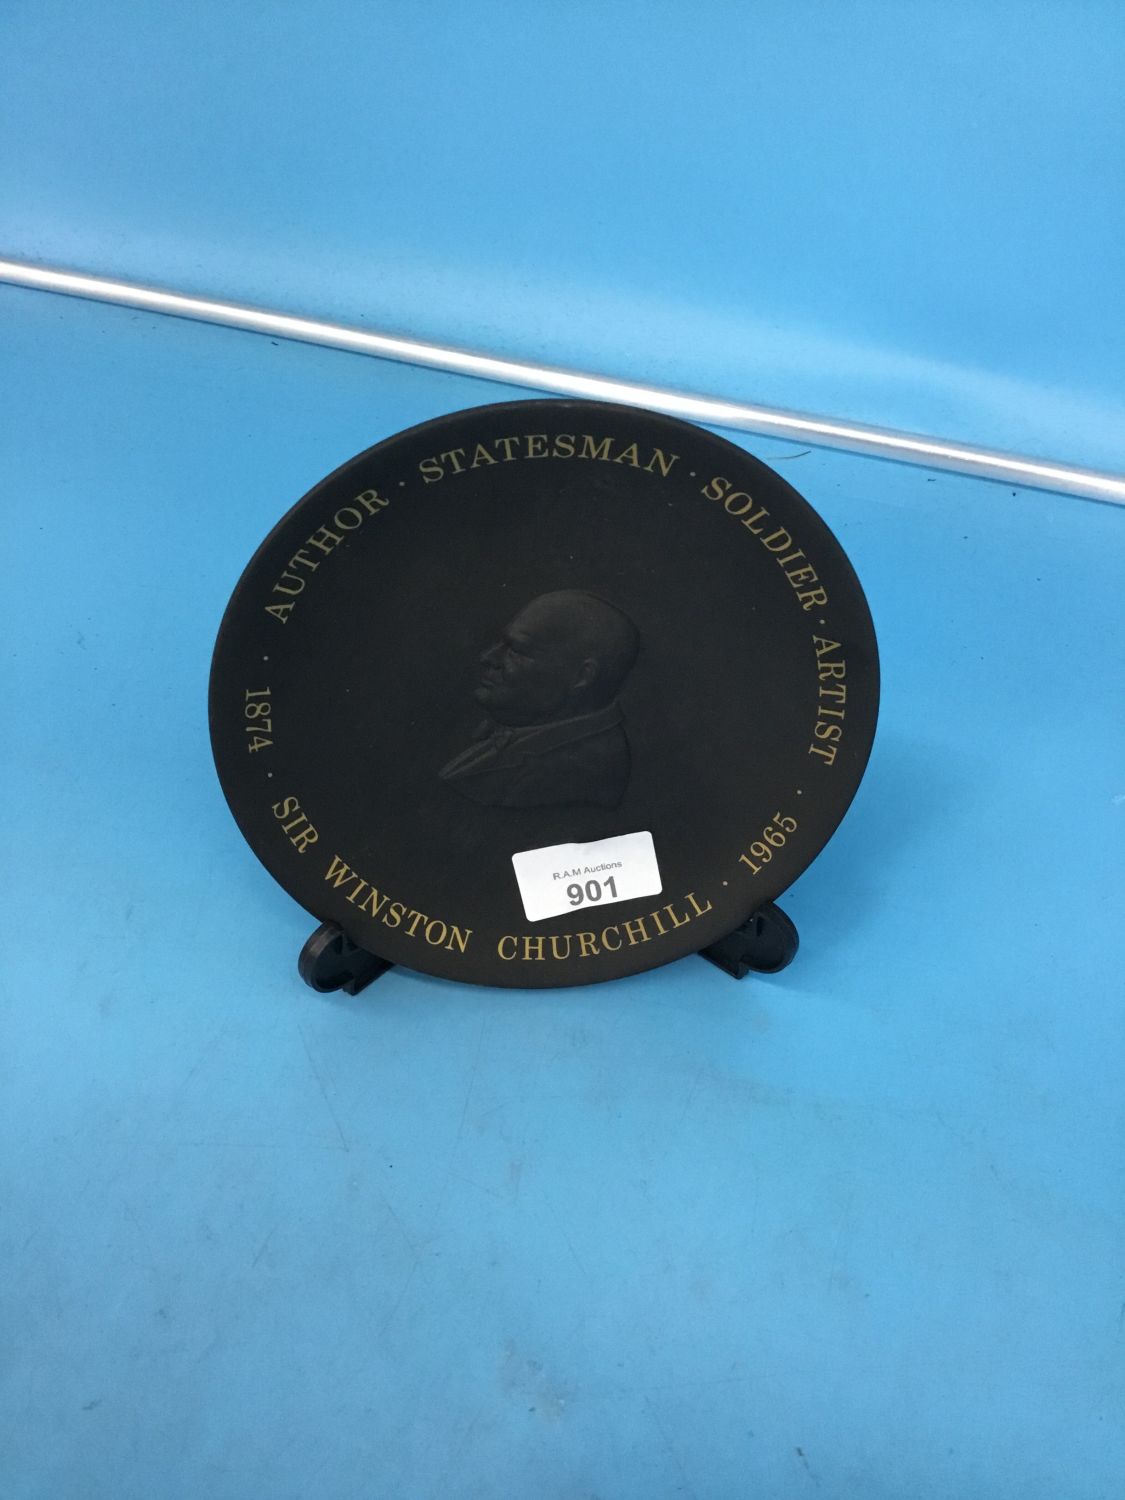 AUTHOR · STATESMAN · SOLDIER · ARTIST ·
1874 · SIR WINSTON CHURCHILL · 1965 ·
R.A.M Auctions
901